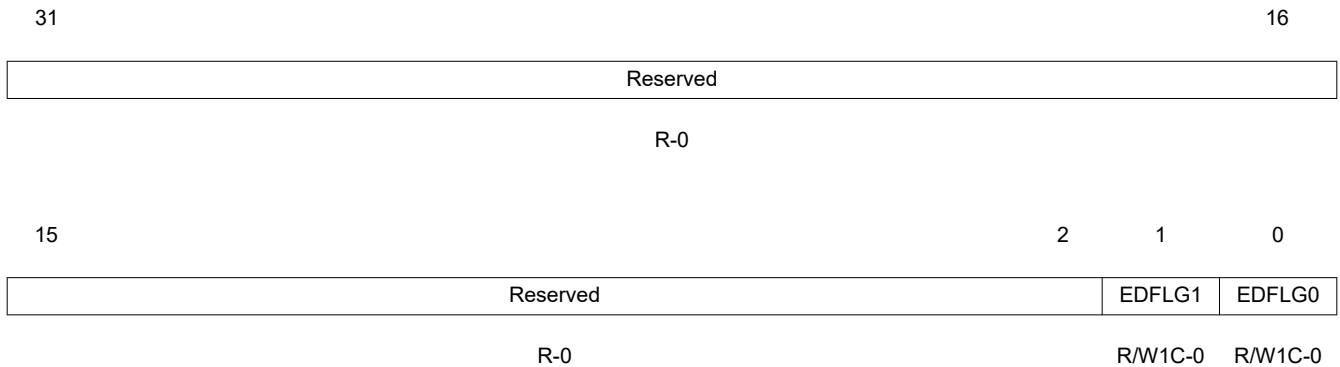 31 16
Reserved
R-0
15 2 1 0
Reserved EDFLG1 EDFLG0
R-0 R/W1C-0 R/W1C-0